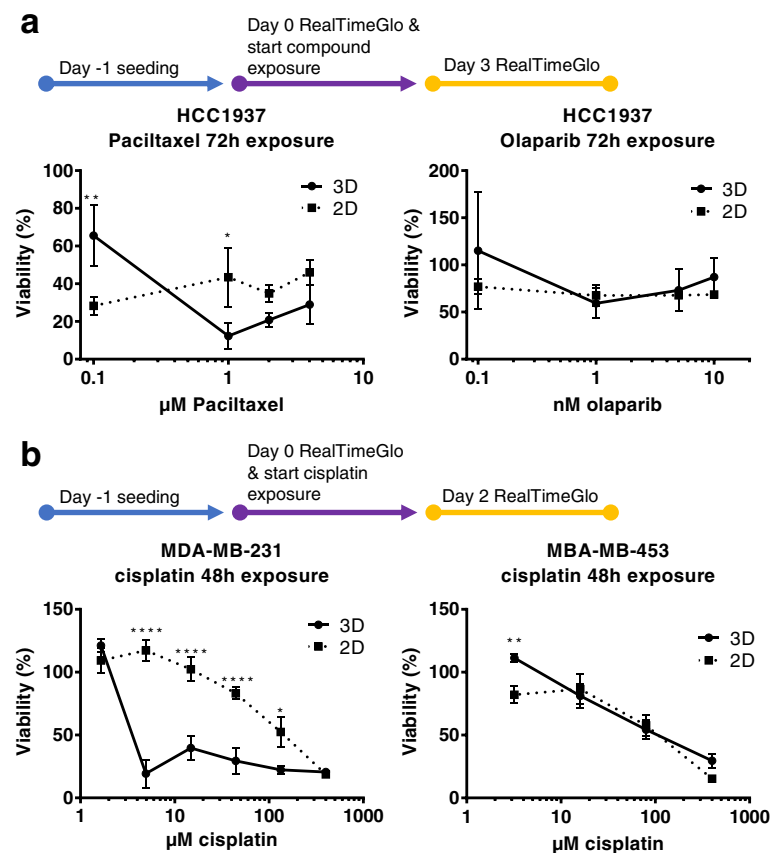 a
Day 0 RealTimeGlo &
start compound
exposure
Day -1 seeding
Day 3 RealTimeGlo
HCC1937
Paciltaxel 72h exposure
HCC1937
Olaparib 72h exposure
Viability (%)
100
80
60
40
20
0
**
*
3D
2D
0.1
1
10
µM Paciltaxel
Viability (%)
200
150
100
50
0
3D
2D
0.1
1
10
nM olaparib
b
Day 0 RealTimeGlo
& start cisplatin
exposure
Day -1 seeding
Day 2 RealTimeGlo
MDA-MB-231
cisplatin 48h exposure
MBA-MB-453
cisplatin 48h exposure
Viability (%)
150
100
50
0
****
****
****
*
3D
2D
1
10
100
1000
µM cisplatin
Viability (%)
150
100
50
0
**
3D
2D
1
10
100
1000
µM cisplatin